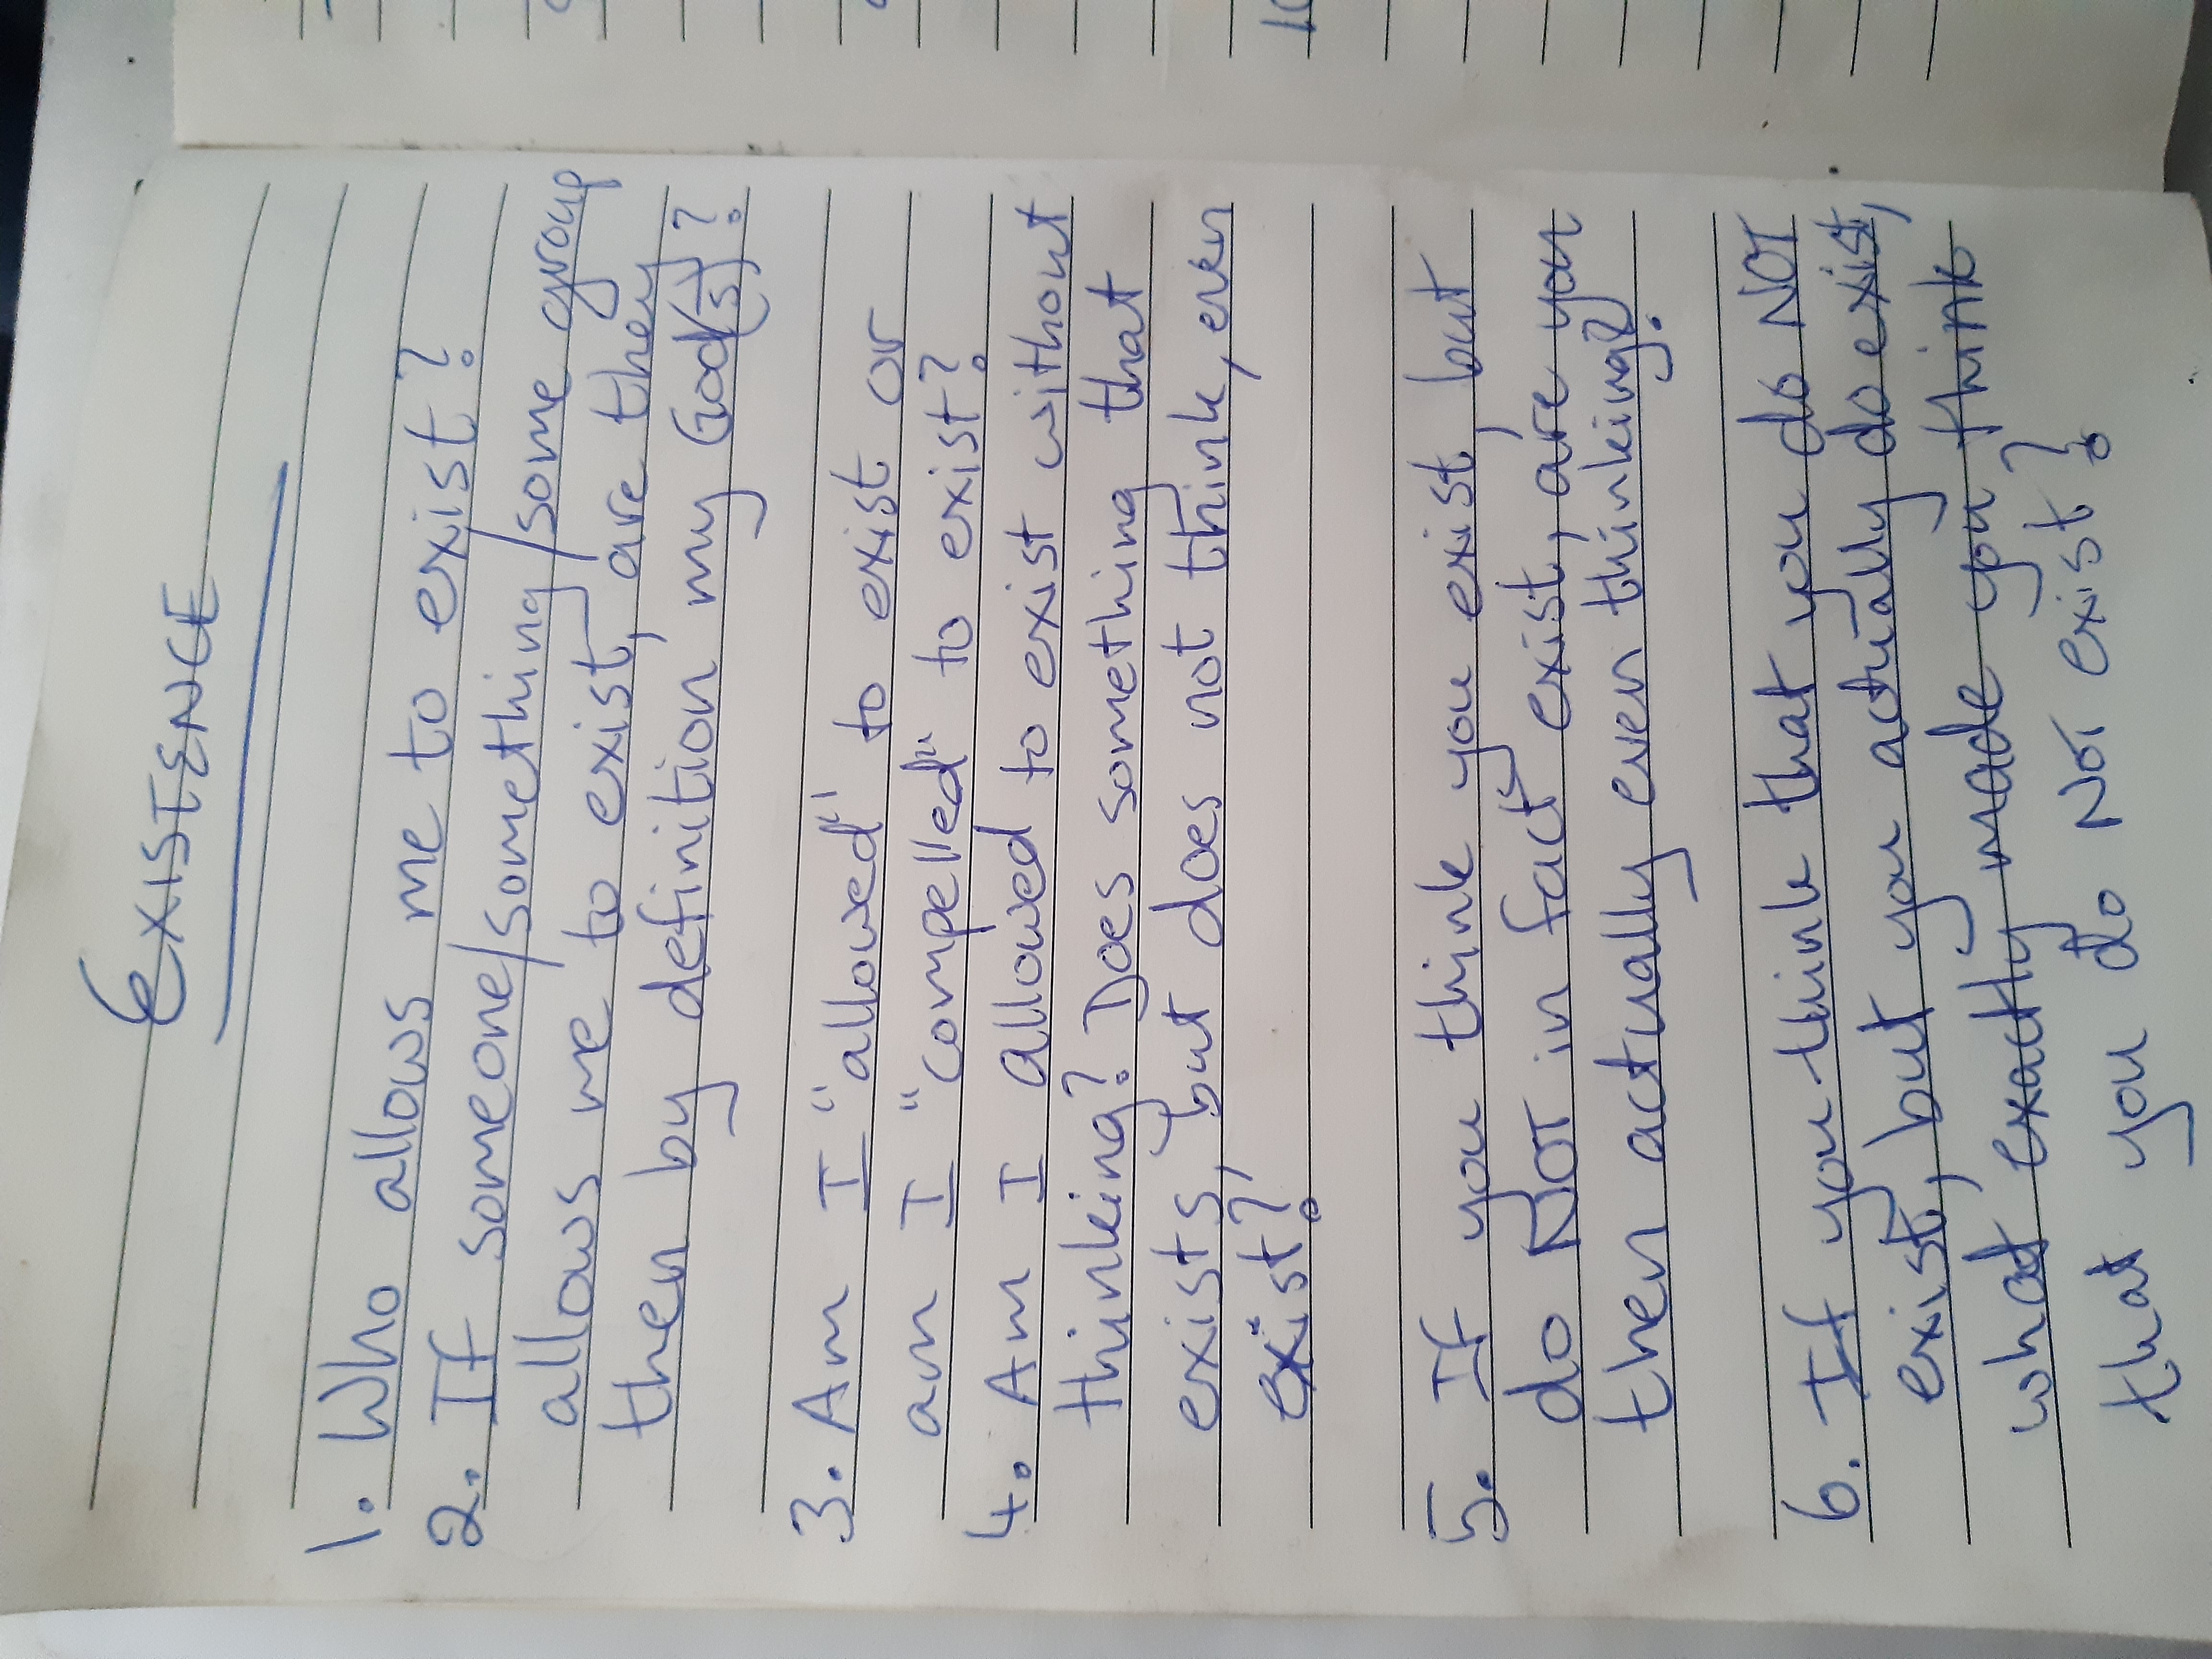 EXISTENCE
1. Who allows me to exist?
2. If someone/something/some group
allows me to exist, are they
then by definition my God(s)?
3. Am I "allowed" to exist or
am I "compelled" to exist?
4. Am I allowed to exist without
thinking? Does something that
exists, but does not think, even
exist?
5. If you think you exist, but
do NOT in fact exist, are you
then actually even thinking?
6. If you think that you do NOT
exist, but you actually do exist,
what exactly made you think
that you do NOT exist?
10